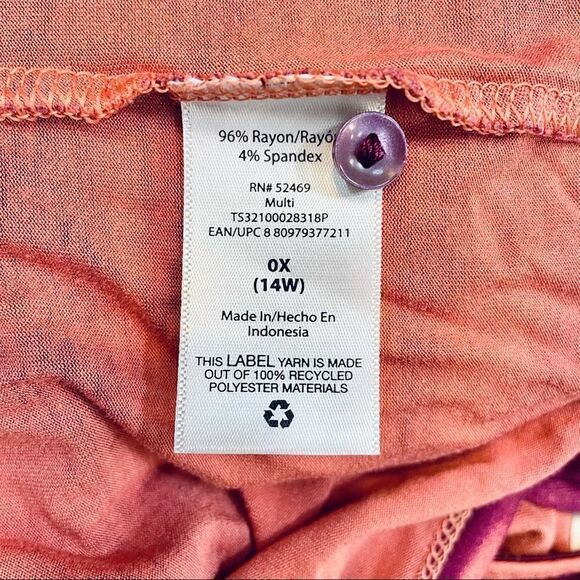 96% Rayon/Rayó
4% Spandex
RN# 52469
Multi
TS32100028318P
EAN/UPC 8 80979377211
0X
(14W)
Made In/Hecho En
Indonesia
THIS LABEL YARN IS MADE
OUT OF 100% RECYCLED
POLYESTER MATERIALS